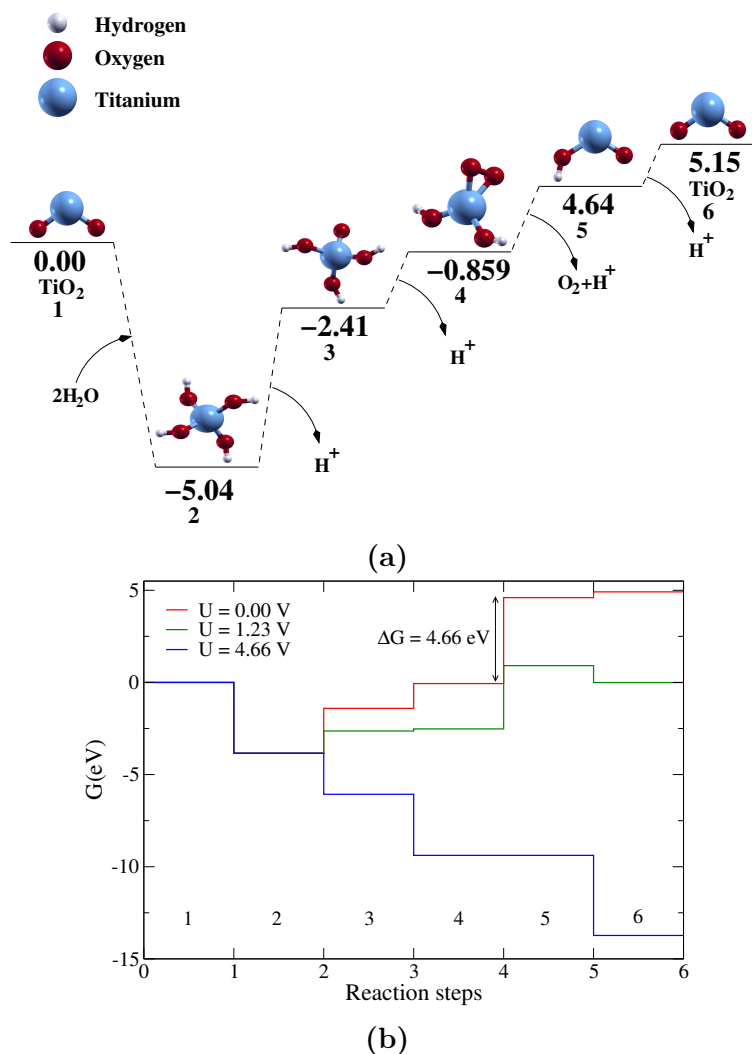 Hydrogen
Oxygen
Titanium
0.00
TiO₂
1
2H₂O
−5.04
2
H⁺
−2.41
3
H⁺
−0.859
4
O₂+H⁺
4.64
5
H⁺
5.15
TiO₂
6
(a)
G(eV)
5
0
-5
-10
-15
U = 0.00 V
U = 1.23 V
U = 4.66 V
ΔG = 4.66 eV
1 2 3 4 5 6
0 1 2 3 4 5 6
Reaction steps
(b)